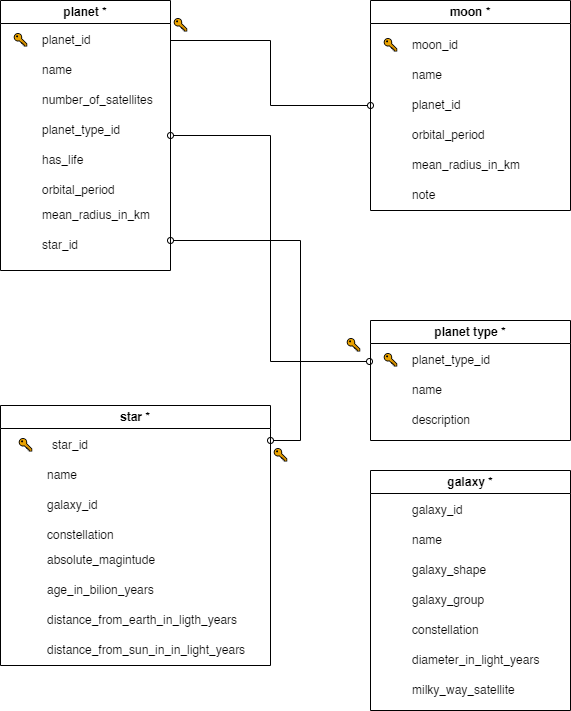 planet *
planet_id
name
number_of_satellites
planet_type_id
has_life
orbital_period
mean_radius_in_km
star_id
moon *
moon_id
name
planet_id
orbital_period
mean_radius_in_km
note
planet type *
planet_type_id
name
description
star *
star_id
name
galaxy_id
constellation
absolute_magintude
age_in_bilion_years
distance_from_earth_in_ligth_years
distance_from_sun_in_in_light_years
galaxy *
galaxy_id
name
galaxy_shape
galaxy_group
constellation
diameter_in_light_years
milky_way_satellite